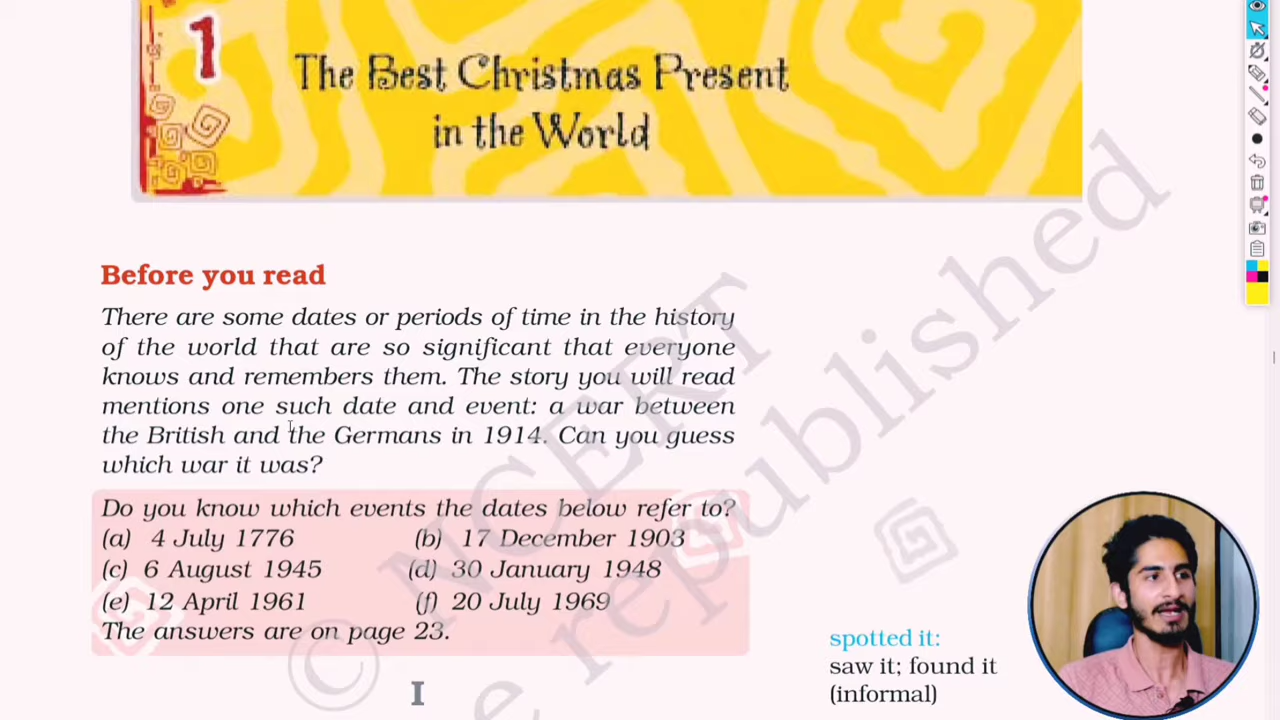 1
The Best Christmas Present
in the World
Before you read
There are some dates or periods of time in the history
of the world that are so significant that everyone
knows and remembers them. The story you will read
mentions one such date and event: a war between
the British and the Germans in 1914. Can you guess
which war it was?
Do you know which events the dates below refer to?
(a) 4 July 1776 (b) 17 December 1903
(c) 6 August 1945 (d) 30 January 1948
(e) 12 April 1961 (f) 20 July 1969
The answers are on page 23.
I
spotted it:
saw it; found it
(informal)
© NCERT
be republished